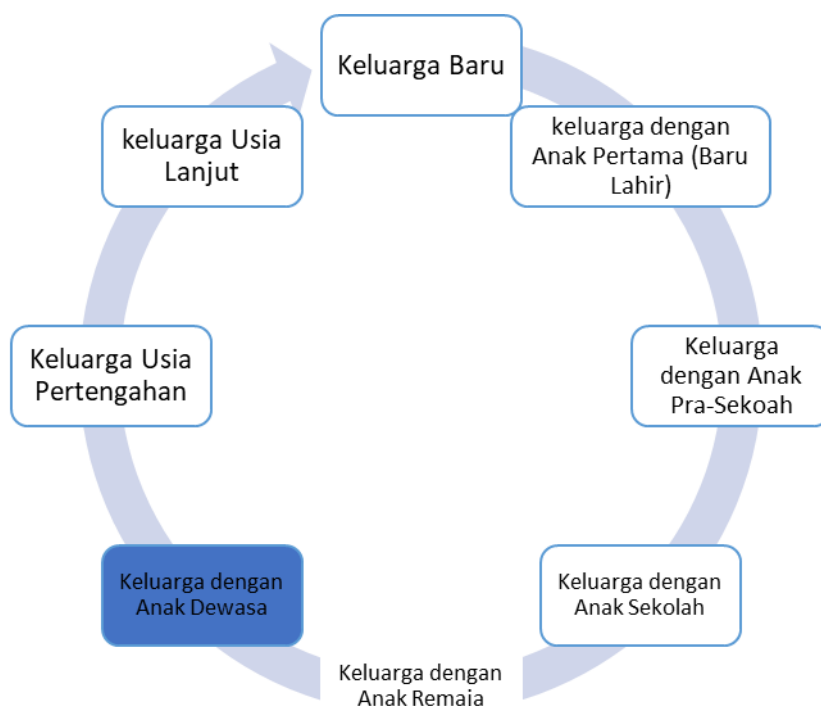 Keluarga Baru
keluarga dengan
Anak Pertama (Baru
Lahir)
Keluarga
dengan Anak
Pra-Sekoah
Keluarga dengan
Anak Sekolah
Keluarga dengan
Anak Remaja
Keluarga dengan
Anak Dewasa
Keluarga Usia
Pertengahan
keluarga Usia
Lanjut